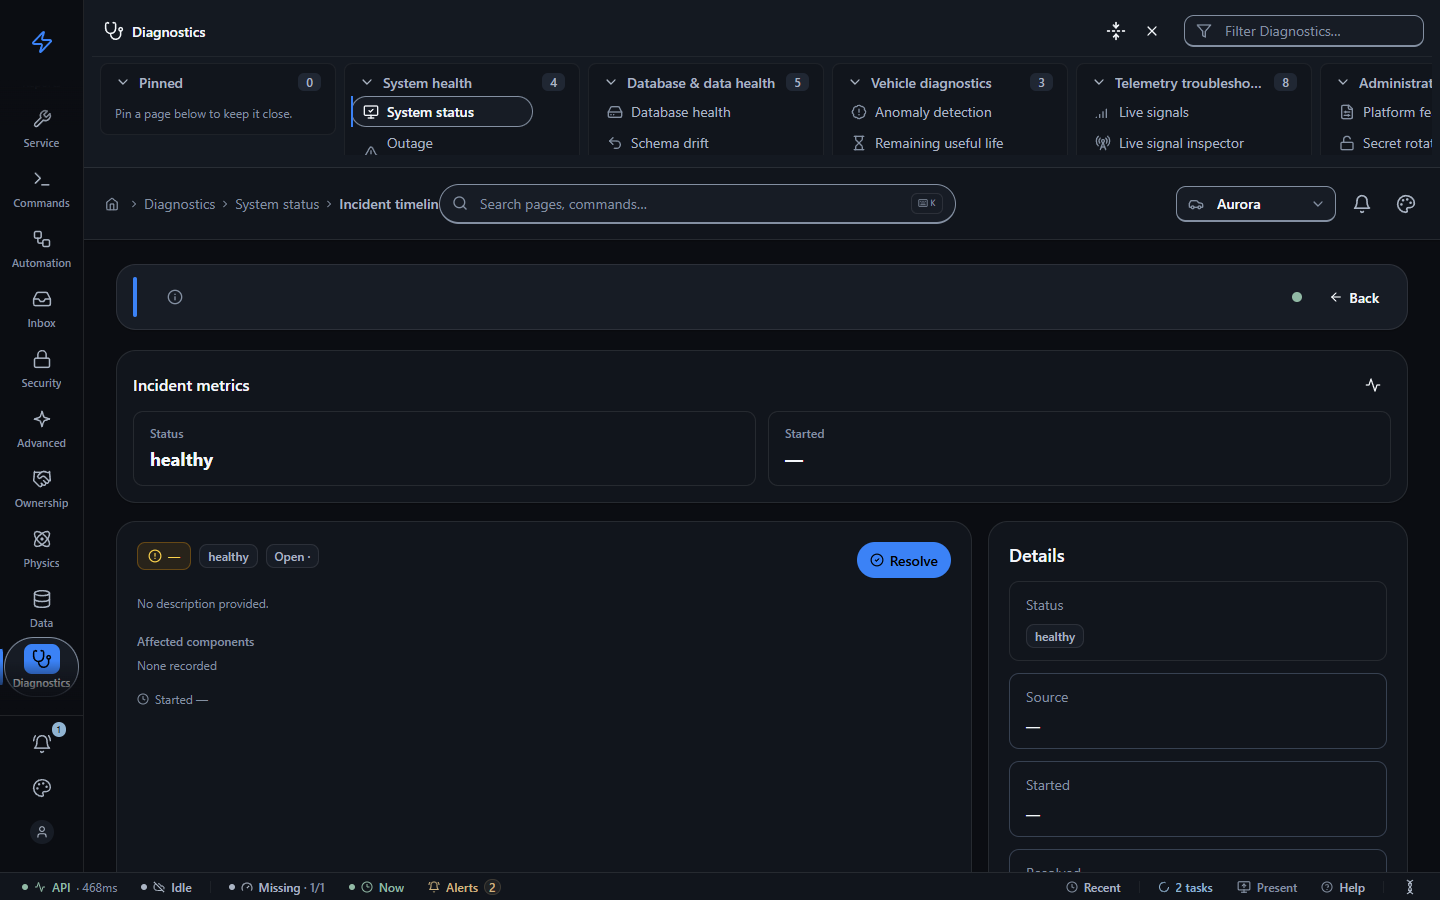 Diagnostics
Filter Diagnostics...
Pinned 0
Pin a page below to keep it close.
System health 4
System status
Outage
Database & data health 5
Database health
Schema drift
Vehicle diagnostics 3
Anomaly detection
Remaining useful life
Telemetry troublesho... 8
Live signals
Live signal inspector
Administrat
Platform fe
Secret rotat
Service
Commands
Automation
Inbox
Security
Advanced
Ownership
Physics
Data
Diagnostics
1
Diagnostics
System status
Incident timelin
Search pages, commands...
K
Aurora
Back
Incident metrics
Status
healthy
Started
—
—
healthy
Open ·
Resolve
No description provided.
Affected components
None recorded
Started —
Details
Status
healthy
Source
—
Started
—
Resolved
API · 468ms
Idle
Missing · 1/1
Now
Alerts 2
Recent
2 tasks
Present
Help